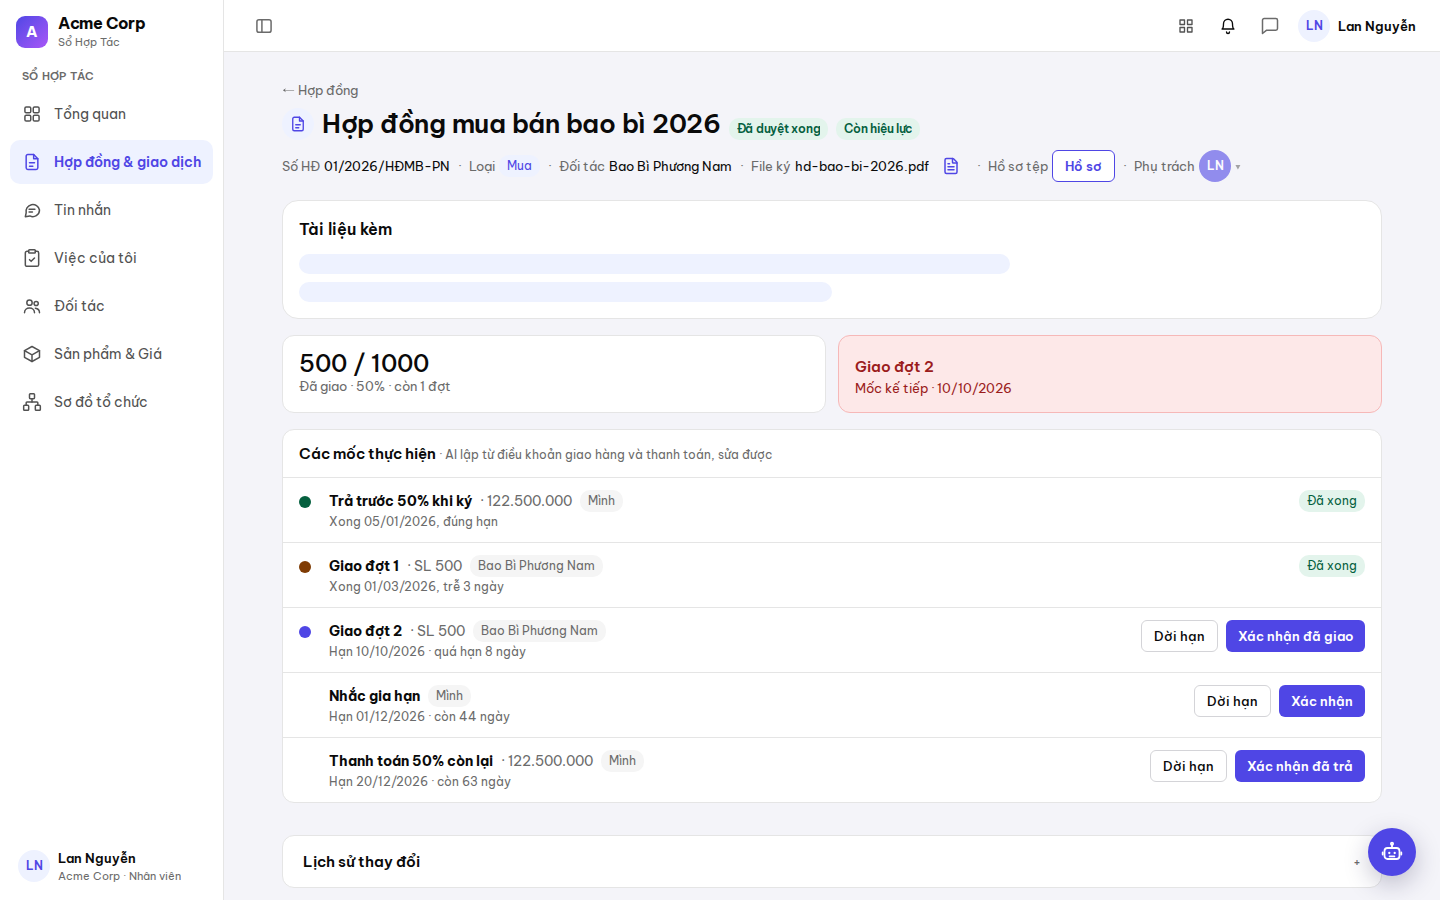 A
Acme Corp
Sổ Hợp Tác
SỔ HỢP TÁC
Tổng quan
Hợp đồng & giao dịch
Tin nhắn
Việc của tôi
Đối tác
Sản phẩm & Giá
Sơ đồ tổ chức
LN
Lan Nguyễn
Acme Corp · Nhân viên
LN Lan Nguyễn
← Hợp đồng
Hợp đồng mua bán bao bì 2026 Đã duyệt xong Còn hiệu lực
Số HĐ 01/2026/HĐMB-PN · Loại Mua · Đối tác Bao Bì Phương Nam · File ký hd-bao-bi-2026.pdf · Hồ sơ tệp Hồ sơ · Phụ trách LN ▾
Tài liệu kèm
500 / 1000
Đã giao · 50% · còn 1 đợt
Giao đợt 2
Mốc kế tiếp · 10/10/2026
Các mốc thực hiện · AI lập từ điều khoản giao hàng và thanh toán, sửa được
Trả trước 50% khi ký · 122.500.000 Mình Đã xong
Xong 05/01/2026, đúng hạn
Giao đợt 1 · SL 500 Bao Bì Phương Nam Đã xong
Xong 01/03/2026, trễ 3 ngày
Giao đợt 2 · SL 500 Bao Bì Phương Nam Dời hạn Xác nhận đã giao
Hạn 10/10/2026 · quá hạn 8 ngày
Nhắc gia hạn Mình Dời hạn Xác nhận
Hạn 01/12/2026 · còn 44 ngày
Thanh toán 50% còn lại · 122.500.000 Mình Dời hạn Xác nhận đã trả
Hạn 20/12/2026 · còn 63 ngày
Lịch sử thay đổi +